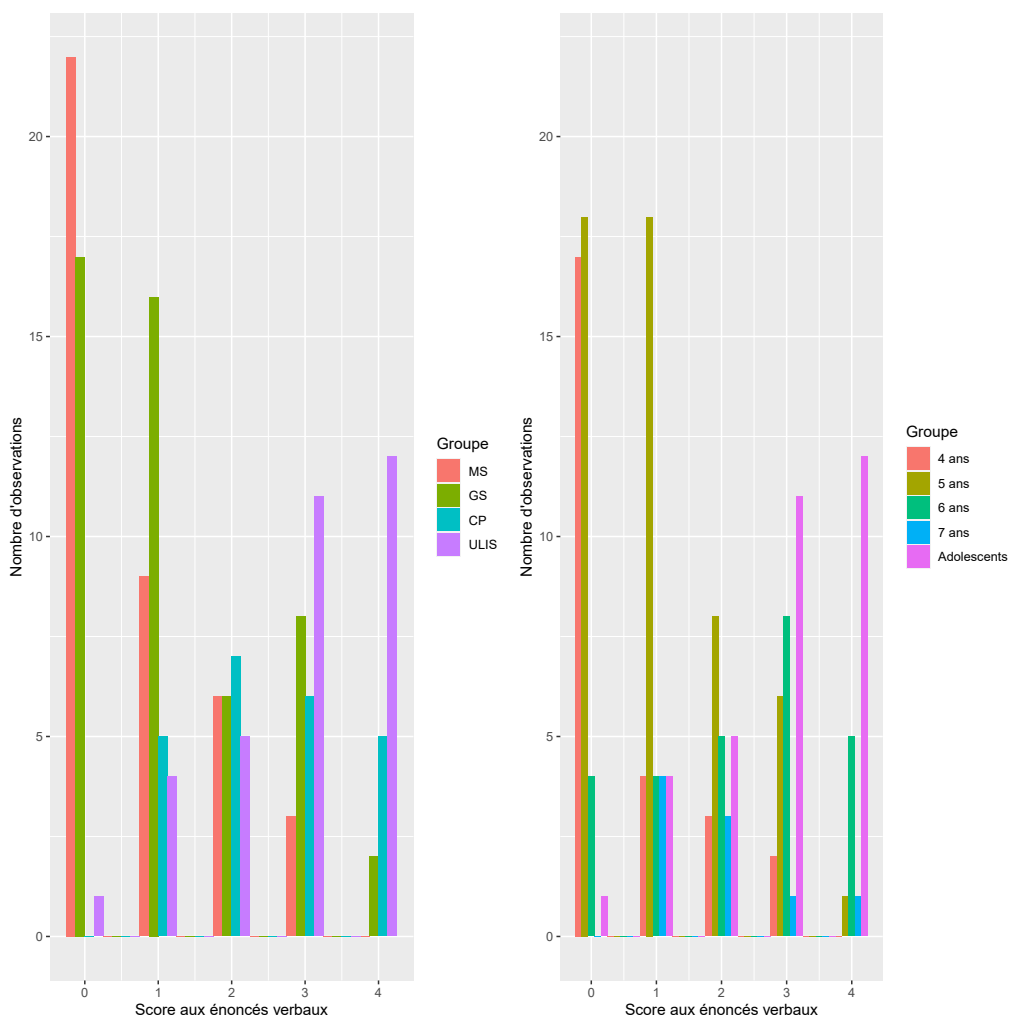 20
15
10
5
0
0 1 2 3 4
Score aux énoncés verbaux
Nombre d'observations
Groupe
MS
GS
CP
ULIS
20
15
10
5
0
0 1 2 3 4
Score aux énoncés verbaux
Nombre d'observations
Groupe
4 ans
5 ans
6 ans
7 ans
Adolescents